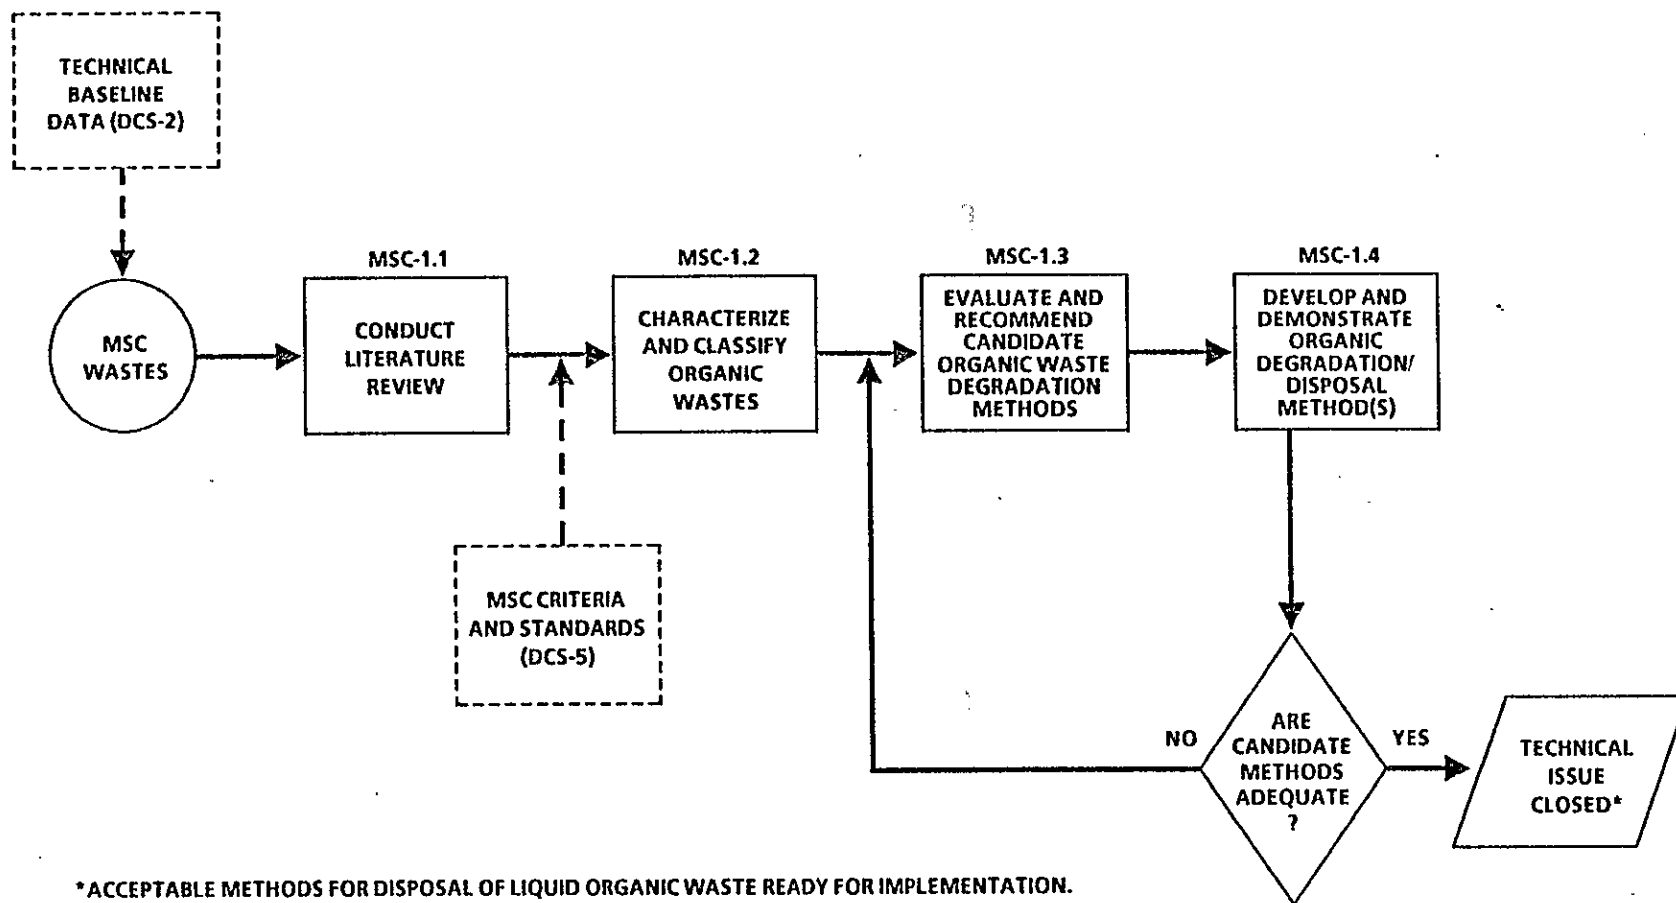 TECHNICAL
BASELINE
DATA (DCS-2)
MSC
WASTES
MSC-1.1
CONDUCT
LITERATURE
REVIEW
MSC CRITERIA
AND STANDARDS
(DCS-5)
MSC-1.2
CHARACTERIZE
AND CLASSIFY
ORGANIC
WASTES
MSC-1.3
EVALUATE AND
RECOMMEND
CANDIDATE
ORGANIC WASTE
DEGRADATION
METHODS
MSC-1.4
DEVELOP AND
DEMONSTRATE
ORGANIC
DEGRADATION/
DISPOSAL
METHOD(S)
ARE
CANDIDATE
METHODS
ADEQUATE
?
NO
YES
TECHNICAL
ISSUE
CLOSED*
*ACCEPTABLE METHODS FOR DISPOSAL OF LIQUID ORGANIC WASTE READY FOR IMPLEMENTATION.